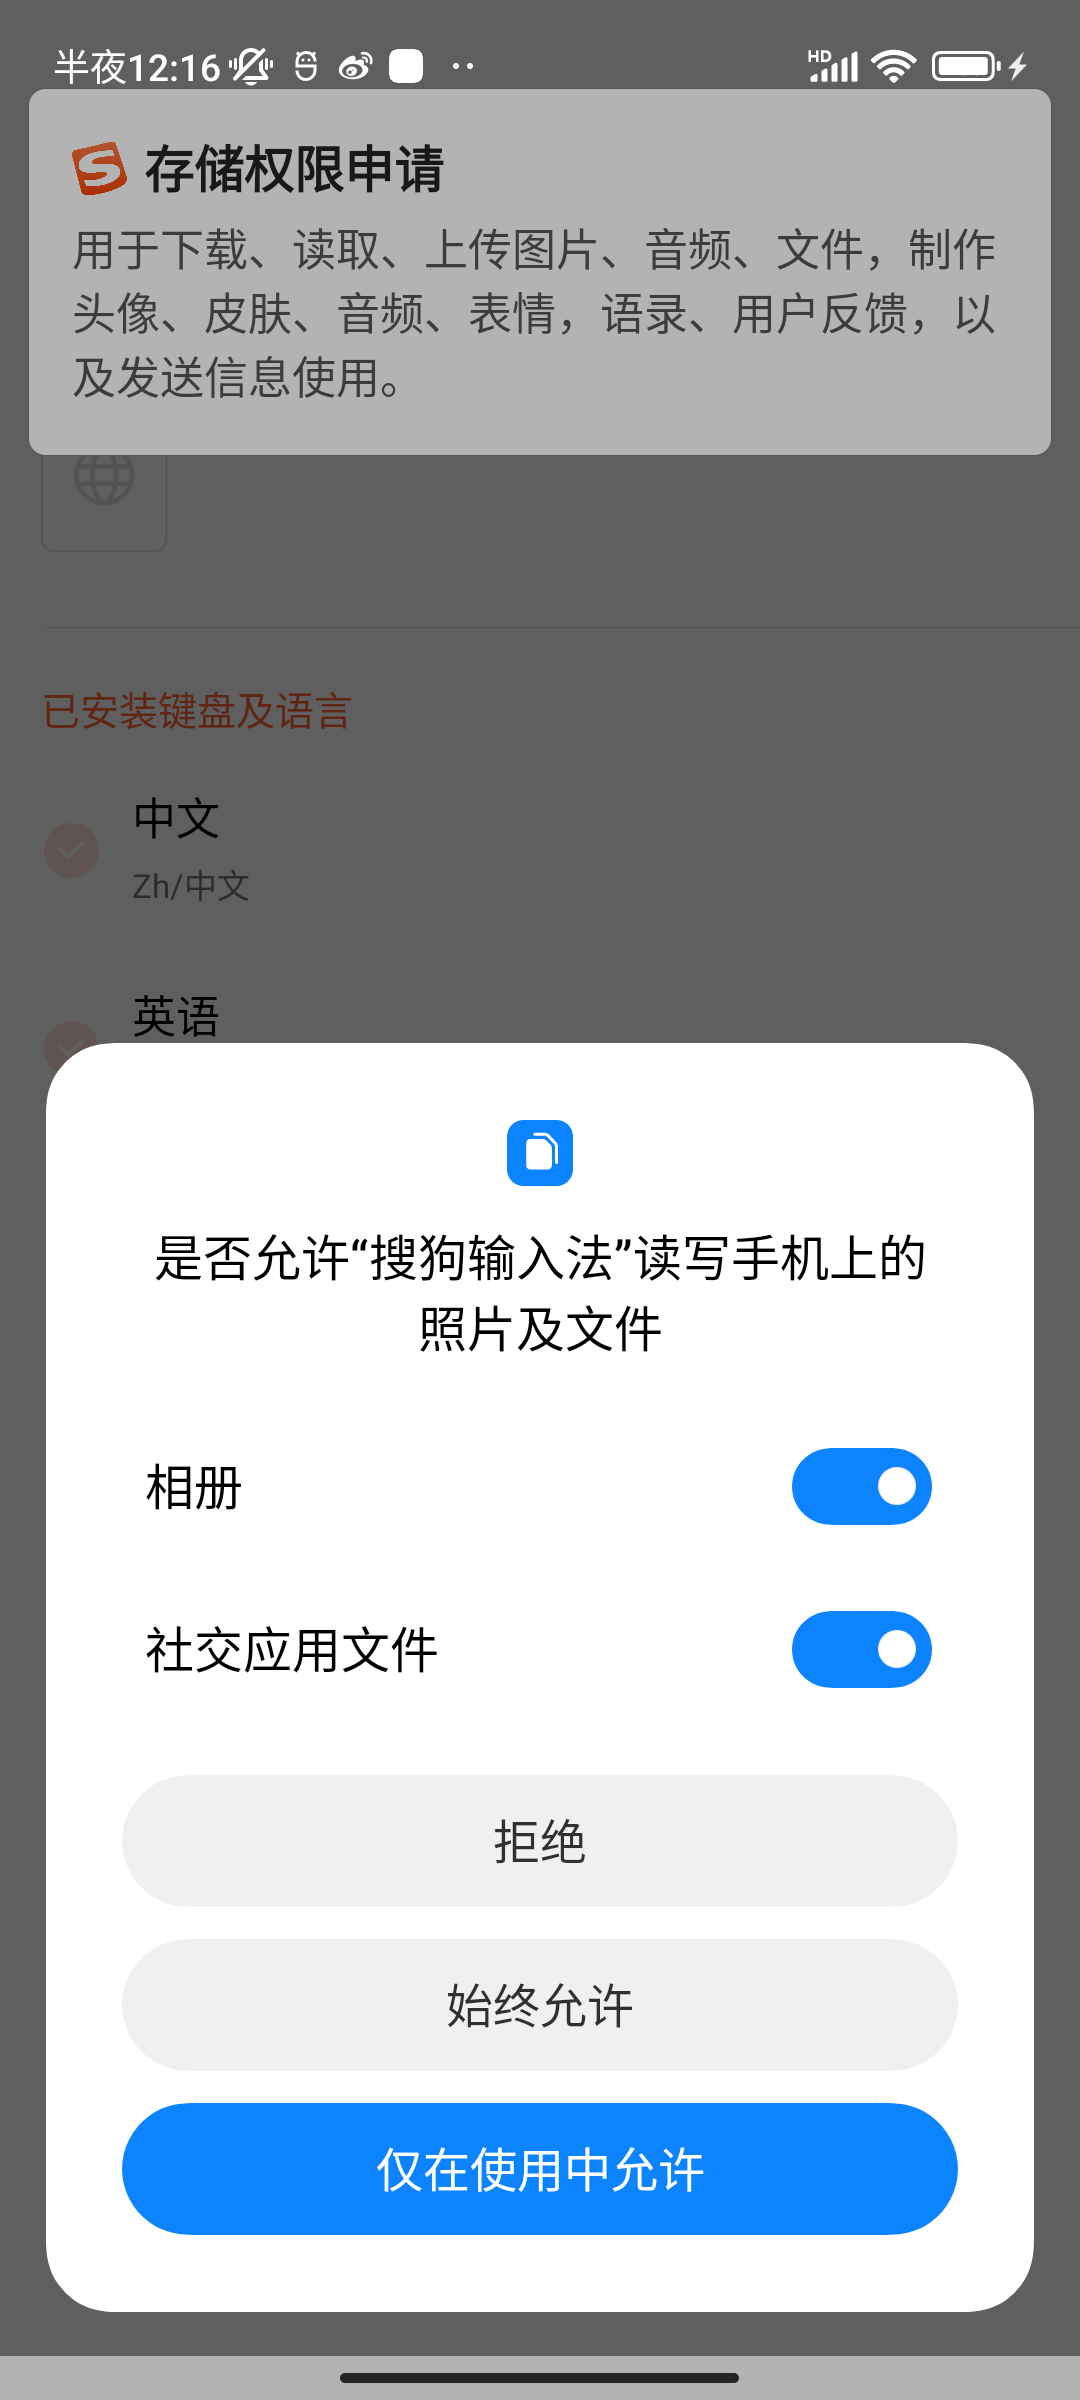 半夜12:16
HD
存储权限申请
用于下载、读取、上传图片、音频、文件，制作
头像、皮肤、音频、表情，语录、用户反馈，以
及发送信息使用。
已安装键盘及语言
中文
Zh/中文
英语
是否允许“搜狗输入法”读写手机上的
照片及文件
相册
社交应用文件
拒绝
始终允许
仅在使用中允许